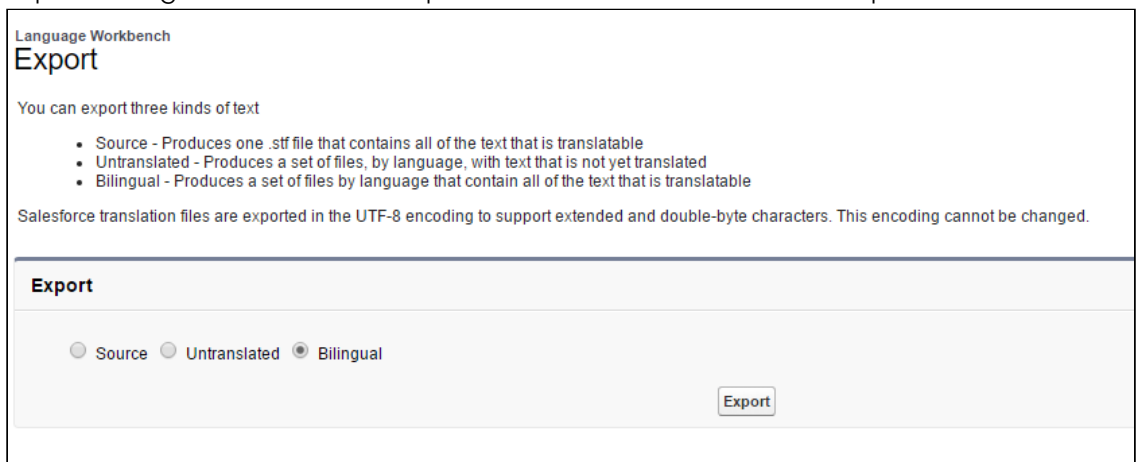 Language Workbench
Export
You can export three kinds of text
• Source - Produces one .stf file that contains all of the text that is translatable
• Untranslated - Produces a set of files, by language, with text that is not yet translated
• Bilingual - Produces a set of files by language that contain all of the text that is translatable
Salesforce translation files are exported in the UTF-8 encoding to support extended and double-byte characters. This encoding cannot be changed.
Export
Source Untranslated Bilingual
Export